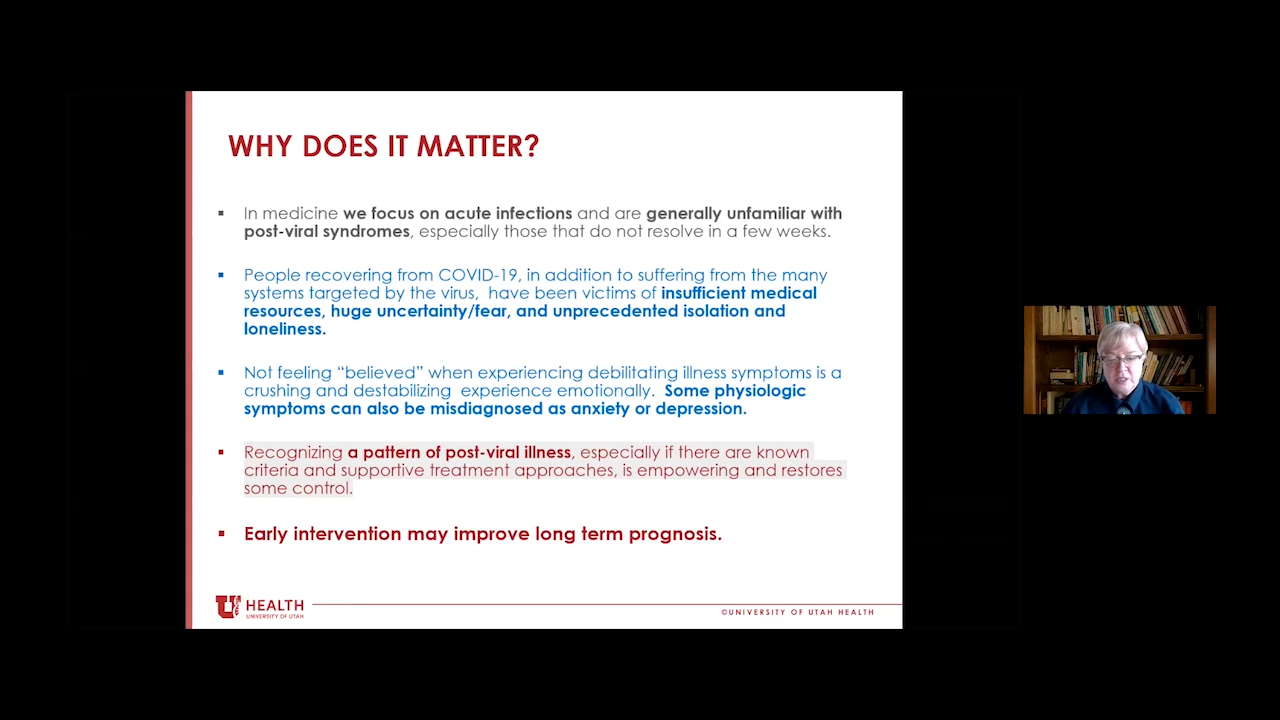 WHY DOES IT MATTER?
▪ In medicine we focus on acute infections and are generally unfamiliar with
post-viral syndromes, especially those that do not resolve in a few weeks.
▪ People recovering from COVID-19, in addition to suffering from the many
systems targeted by the virus, have been victims of insufficient medical
resources, huge uncertainty/fear, and unprecedented isolation and
loneliness.
▪ Not feeling “believed” when experiencing debilitating illness symptoms is a
crushing and destabilizing experience emotionally. Some physiologic
symptoms can also be misdiagnosed as anxiety or depression.
▪ Recognizing a pattern of post-viral illness, especially if there are known
criteria and supportive treatment approaches, is empowering and restores
some control.
▪ Early intervention may improve long term prognosis.
U HEALTH
UNIVERSITY OF UTAH
©UNIVERSITY OF UTAH HEALTH